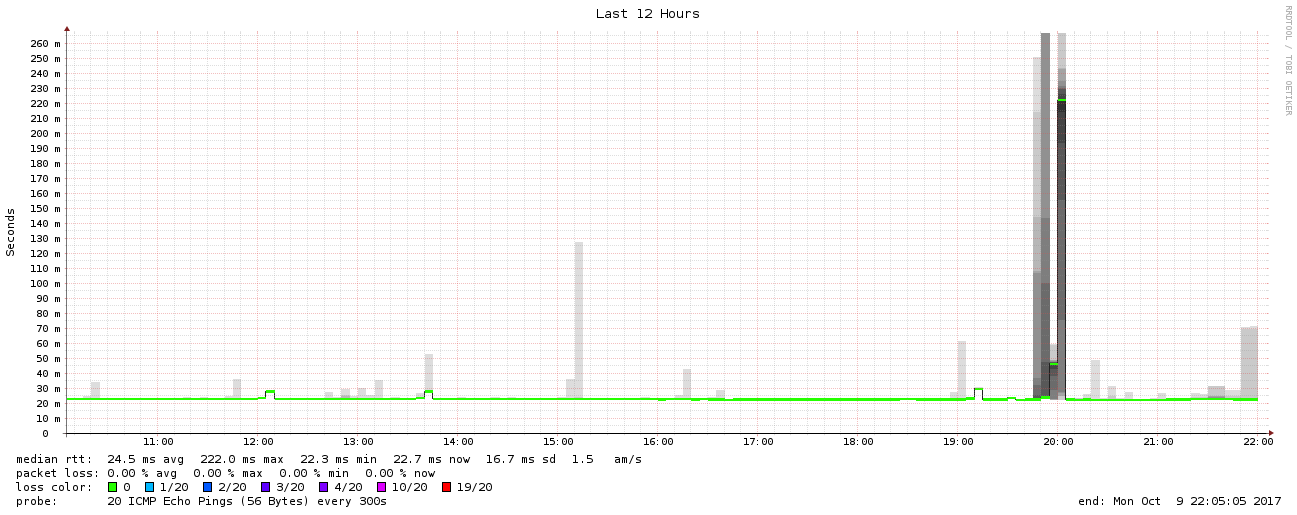 Last 12 Hours
RRDTOOL / TOBI OETIKER
Seconds
260 m
250 m
240 m
230 m
220 m
210 m
200 m
190 m
180 m
170 m
160 m
150 m
140 m
130 m
120 m
110 m
100 m
90 m
80 m
70 m
60 m
50 m
40 m
30 m
20 m
10 m
0
11:00 12:00 13:00 14:00 15:00 16:00 17:00 18:00 19:00 20:00 21:00 22:00
median rtt: 24.5 ms avg 222.0 ms max 22.3 ms min 22.7 ms now 16.7 ms sd 1.5 am/s
packet loss: 0.00 % avg 0.00 % max 0.00 % min 0.00 % now
loss color: 0 1/20 2/20 3/20 4/20 10/20 19/20
probe: 20 ICMP Echo Pings (56 Bytes) every 300s end: Mon Oct 9 22:05:05 2017